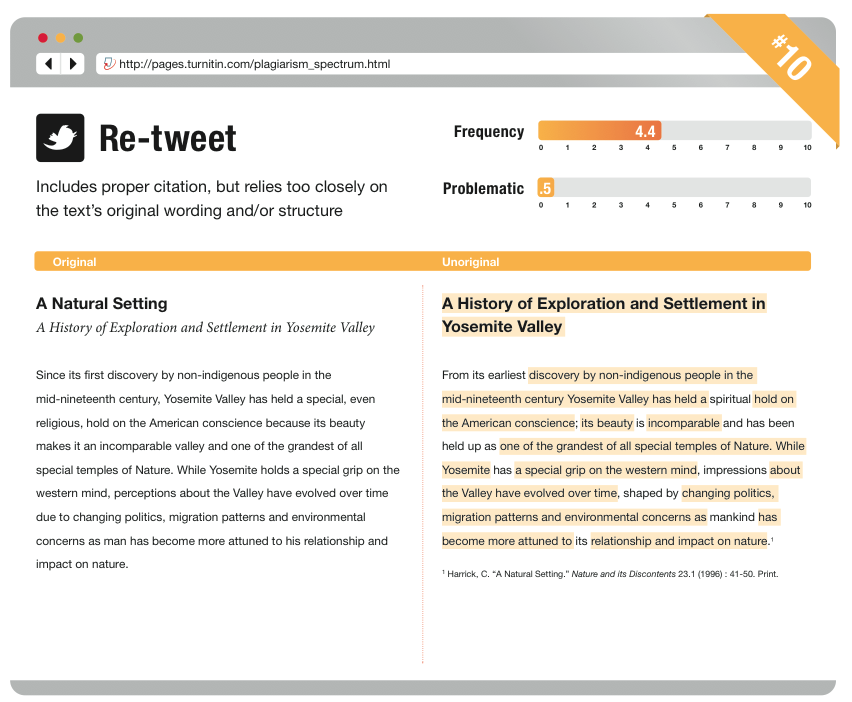 #10
http://pages.turnitin.com/plagiarism_spectrum.html
Re-tweet
Includes proper citation, but relies too closely on
the text’s original wording and/or structure
Frequency
4.4
0 1 2 3 4 5 6 7 8 9 10
Problematic
.5
0 1 2 3 4 5 6 7 8 9 10
Original
Unoriginal
A Natural Setting
A History of Exploration and Settlement in Yosemite Valley
Since its first discovery by non-indigenous people in the
mid-nineteenth century, Yosemite Valley has held a special, even
religious, hold on the American conscience because its beauty
makes it an incomparable valley and one of the grandest of all
special temples of Nature. While Yosemite holds a special grip on the
western mind, perceptions about the Valley have evolved over time
due to changing politics, migration patterns and environmental
concerns as man has become more attuned to his relationship and
impact on nature.
A History of Exploration and Settlement in
Yosemite Valley
From its earliest discovery by non-indigenous people in the
mid-nineteenth century Yosemite Valley has held a spiritual hold on
the American conscience; its beauty is incomparable and has been
held up as one of the grandest of all special temples of Nature. While
Yosemite has a special grip on the western mind, impressions about
the Valley have evolved over time, shaped by changing politics,
migration patterns and environmental concerns as mankind has
become more attuned to its relationship and impact on nature.¹
¹ Harrick, C. “A Natural Setting.” Nature and its Discontents 23.1 (1996) : 41-50. Print.